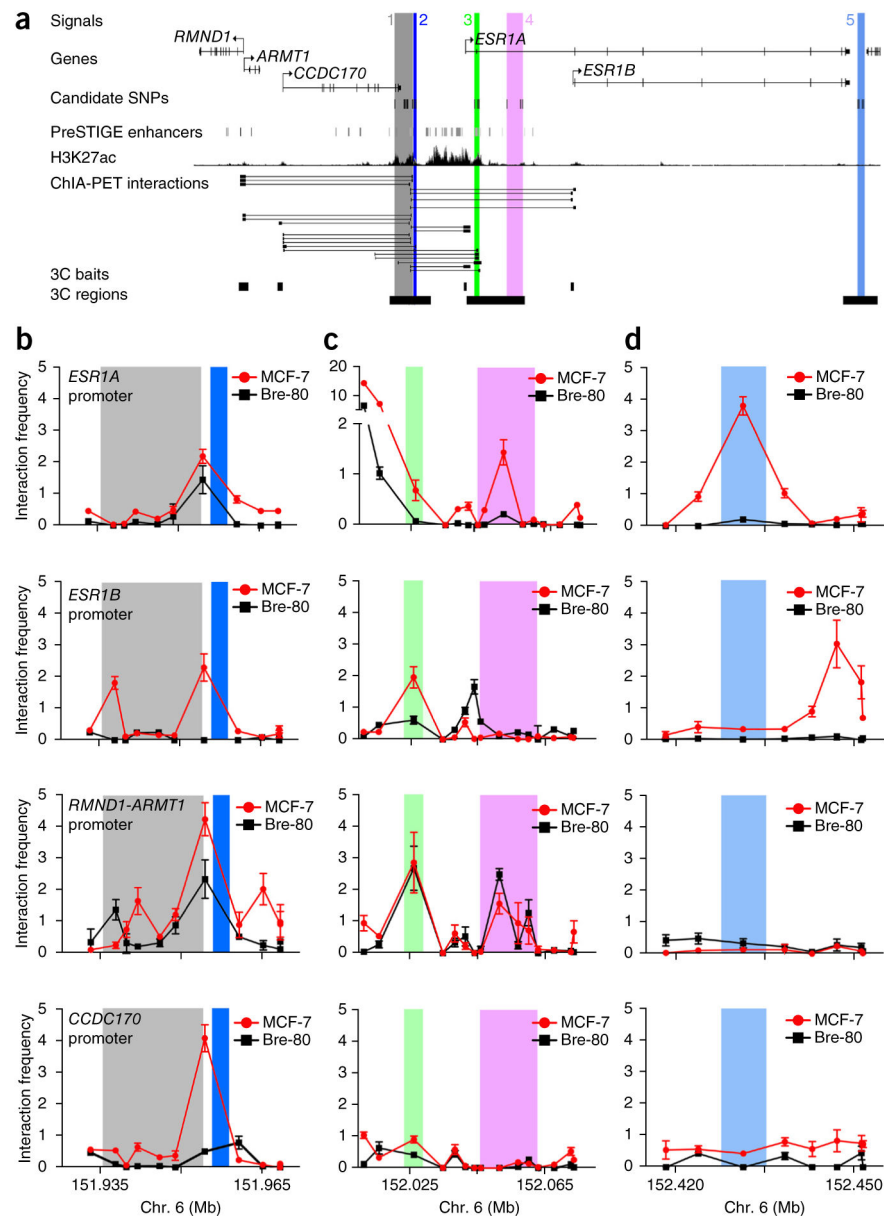 a
Signals
1 2 3 4 5
RMND1
ESR1A
Genes
ARMT1
CCDC170
ESR1B
Candidate SNPs
PreSTIGE enhancers
H3K27ac
ChIA-PET interactions
3C baits
3C regions
b
Interaction frequency
5
4
3
2
1
0
ESR1A
promoter
MCF-7
Bre-80
c
20
10
2
1
0
MCF-7
Bre-80
d
5
4
3
2
1
0
MCF-7
Bre-80
Interaction frequency
5
4
3
2
1
0
ESR1B
promoter
MCF-7
Bre-80
5
4
3
2
1
0
MCF-7
Bre-80
5
4
3
2
1
0
MCF-7
Bre-80
Interaction frequency
5
4
3
2
1
0
RMND1-ARMT1
promoter
MCF-7
Bre-80
5
4
3
2
1
0
MCF-7
Bre-80
5
4
3
2
1
0
MCF-7
Bre-80
Interaction frequency
5
4
3
2
1
0
CCDC170
promoter
MCF-7
Bre-80
5
4
3
2
1
0
MCF-7
Bre-80
5
4
3
2
1
0
MCF-7
Bre-80
151.935 151.965
Chr. 6 (Mb)
152.025 152.065
Chr. 6 (Mb)
152.420 152.450
Chr. 6 (Mb)